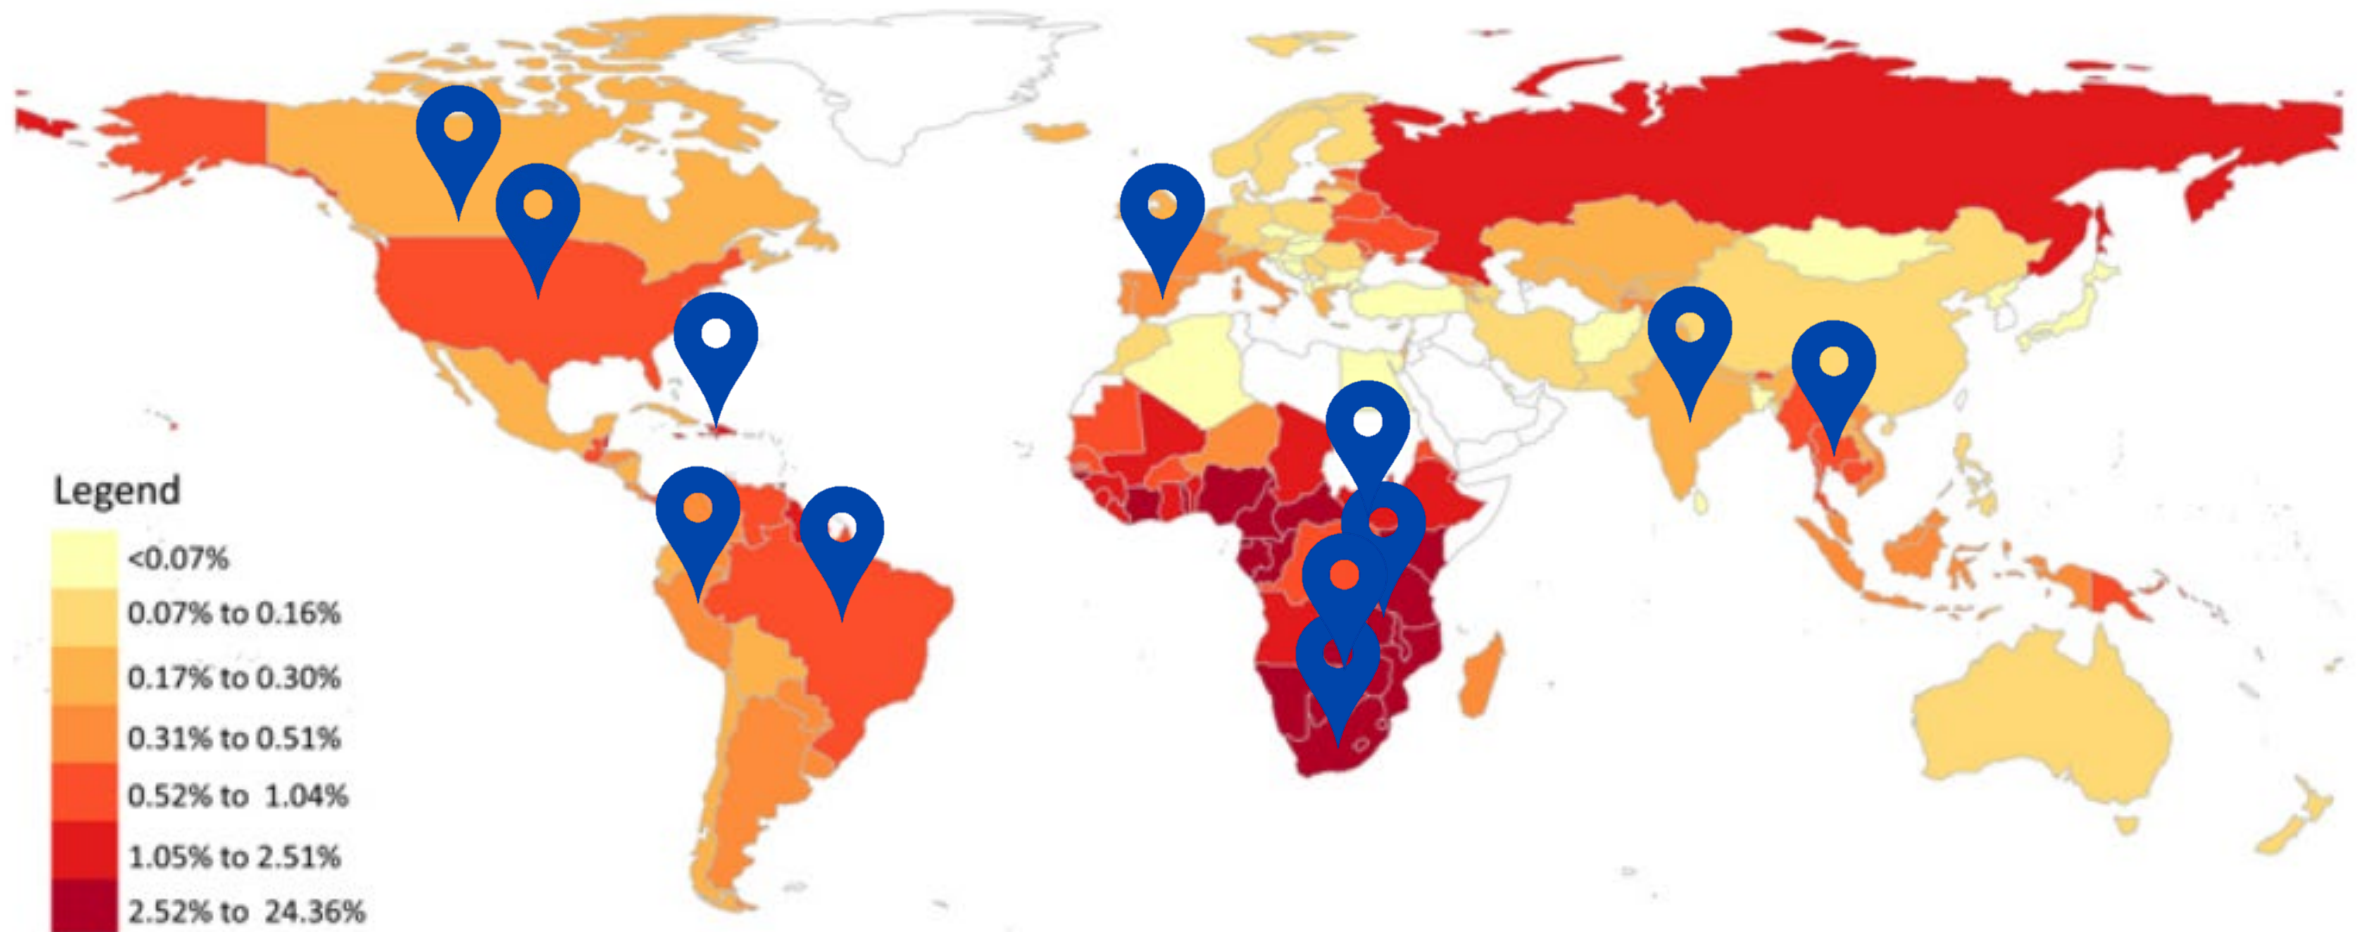 Legend
<0.07%
0.07% to 0.16%
0.17% to 0.30%
0.31% to 0.51%
0.52% to 1.04%
1.05% to 2.51%
2.52% to 24.36%